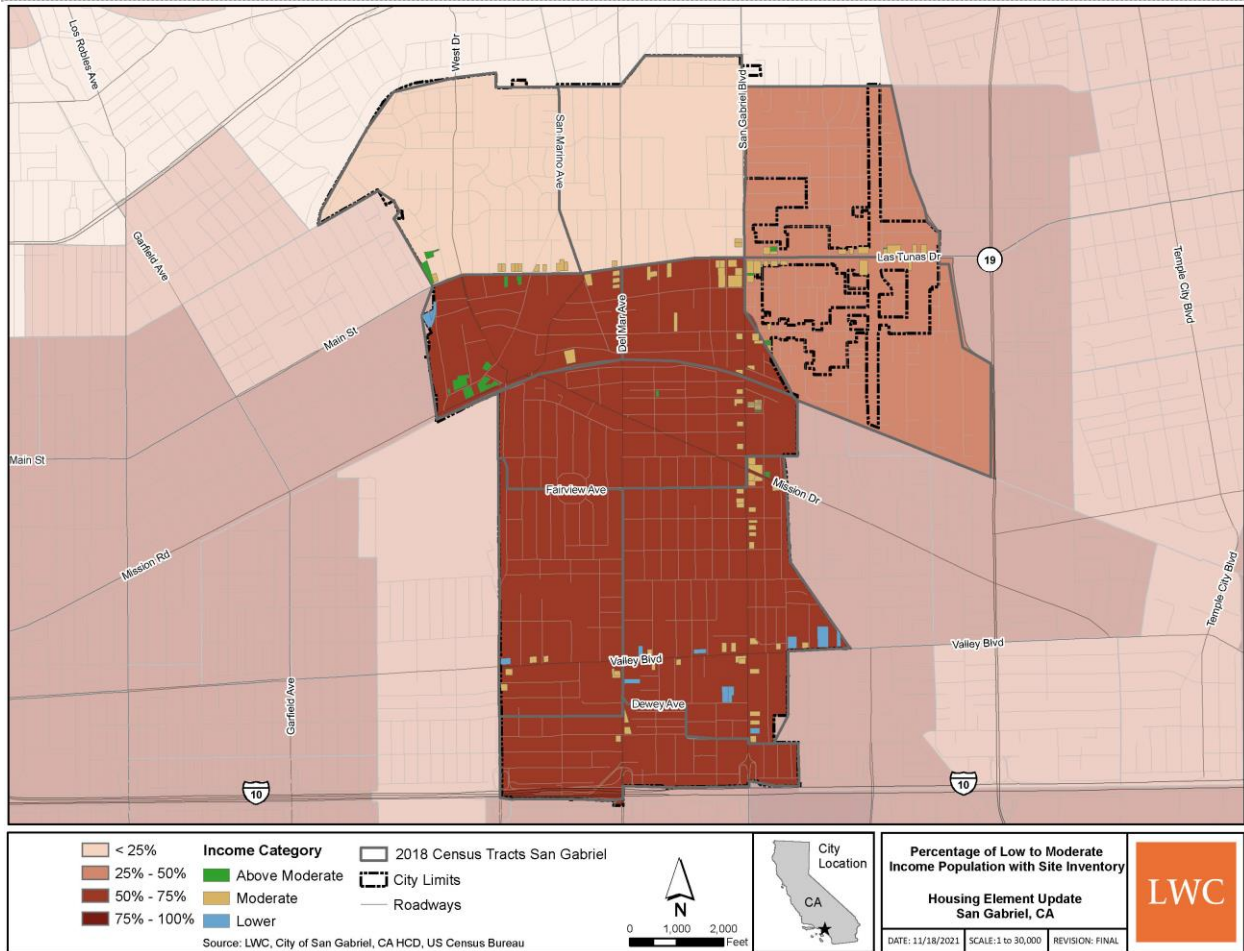 Los Robles Ave
West Dr
San Marino Ave
San Gabriel Blvd
Garfield Ave
Las Tunas Dr
19
Temple City Blvd
Del Mar Ave
Main St
Main St
Fairview Ave
Mission Dr
Mission Rd
Temple City Blvd
Valley Blvd
Valley Blvd
Garfield Ave
Dewey Ave
10
10
< 25%
25% - 50%
50% - 75%
75% - 100%
Income Category
Above Moderate
Moderate
Lower
2018 Census Tracts San Gabriel
City Limits
Roadways
Source: LWC, City of San Gabriel, CA HCD, US Census Bureau
N
0 1,000 2,000
Feet
City
Location
CA
Percentage of Low to Moderate
Income Population with Site Inventory
Housing Element Update
San Gabriel, CA
DATE: 11/18/2021
SCALE:1 to 30,000
REVISION: FINAL
LWC